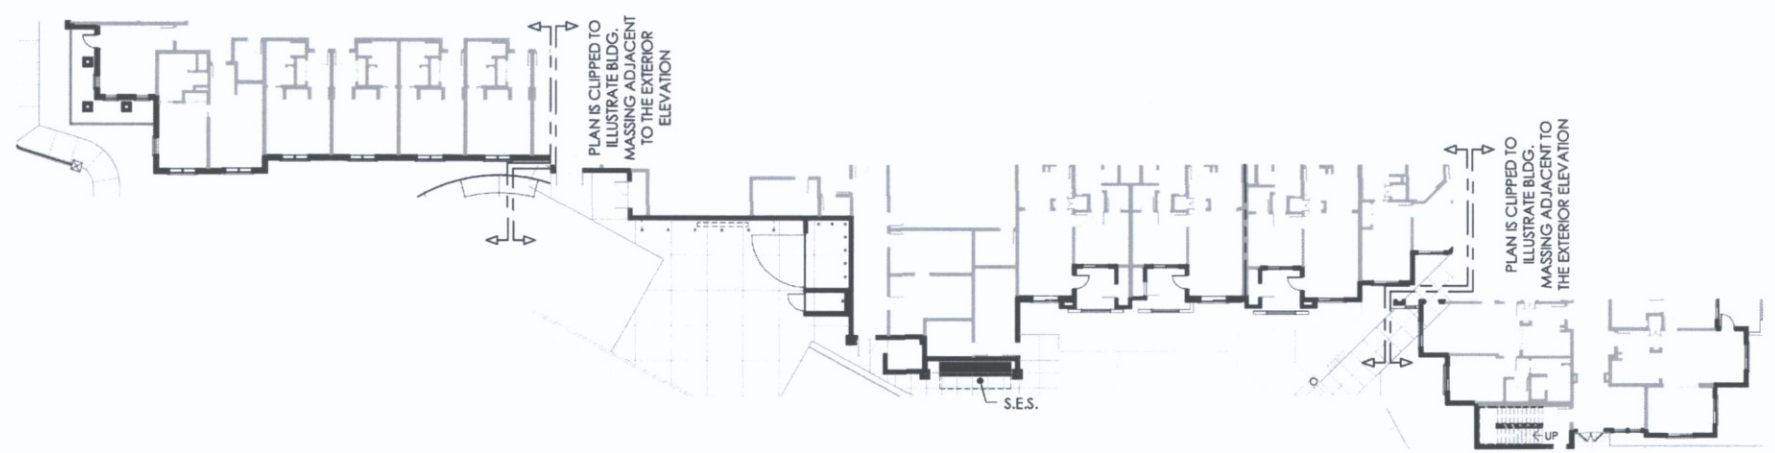 PLAN IS CLIPPED TO
ILLUSTRATE BLDG.
MASSING ADJACENT
TO THE EXTERIOR
ELEVATION
PLAN IS CLIPPED TO
ILLUSTRATE BLDG.
MASSING ADJACENT TO
THE EXTERIOR ELEVATION
S.E.S.
UP